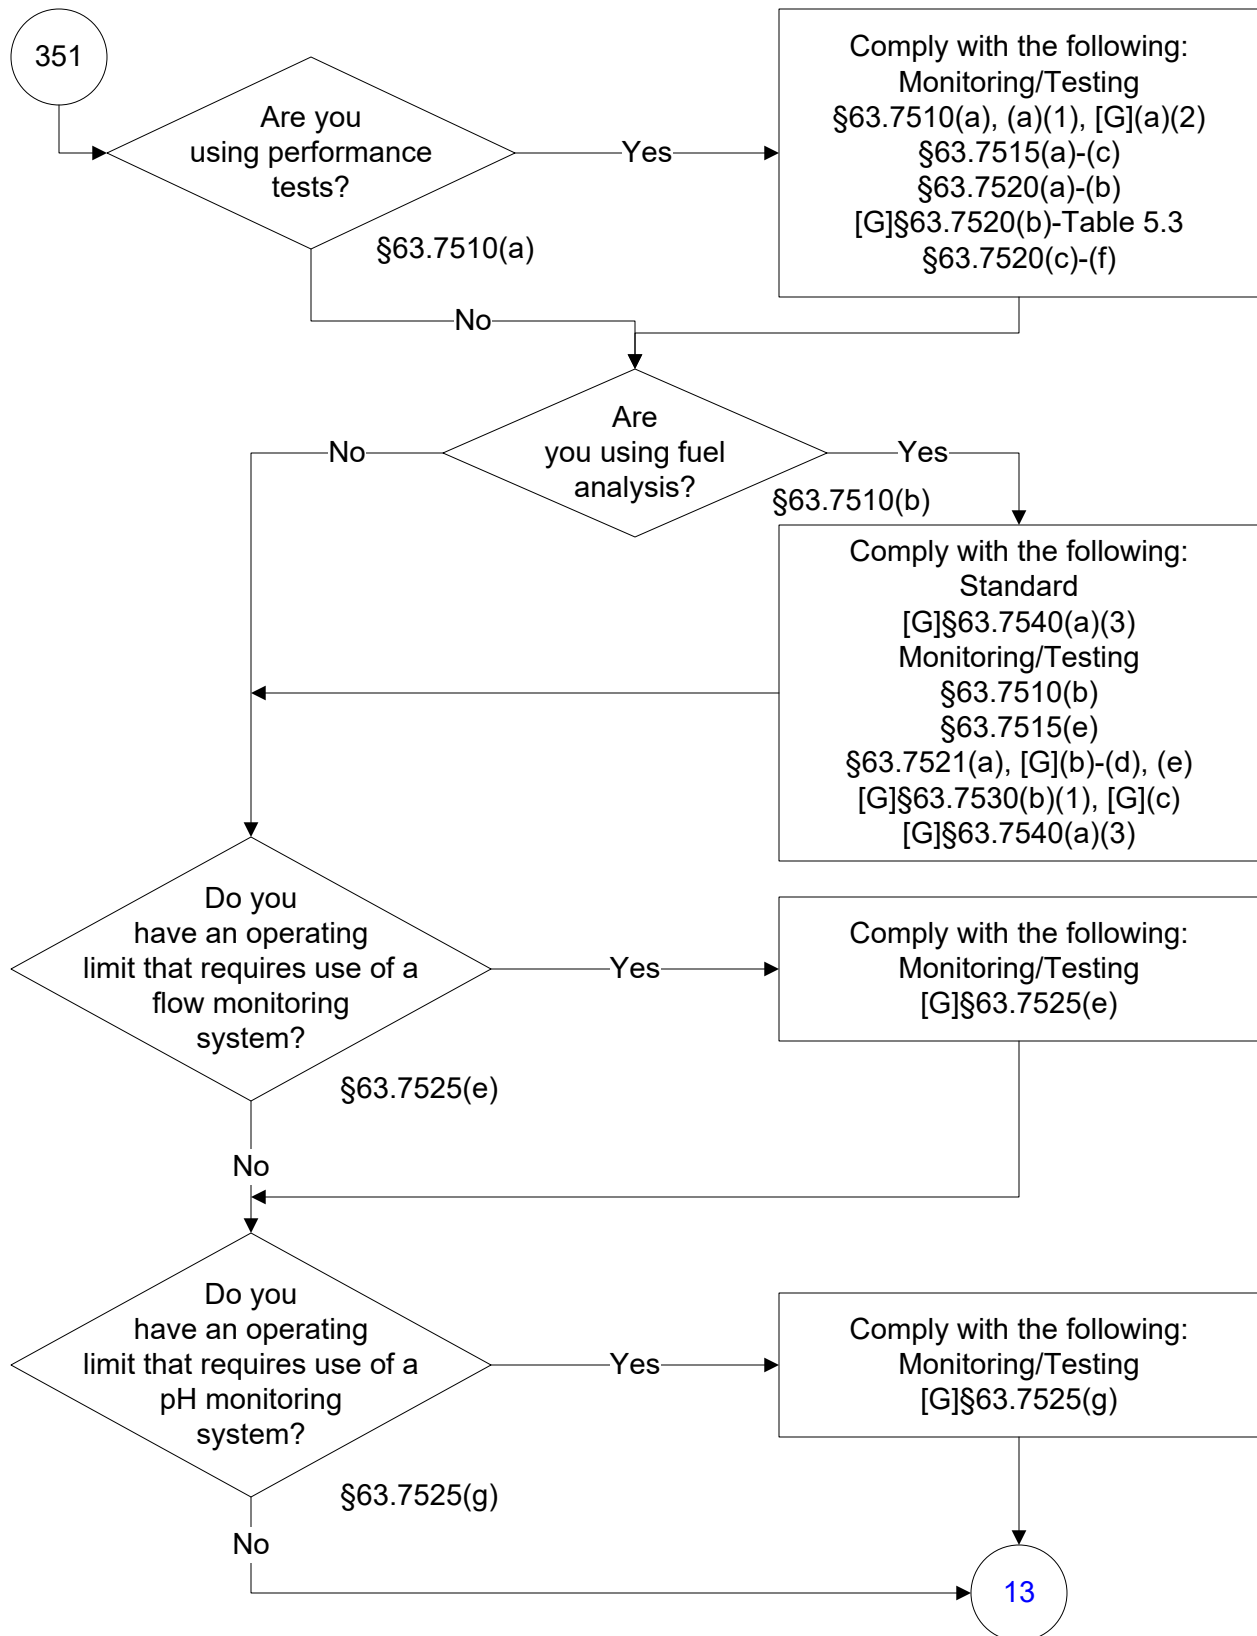 351
Are you
using performance
tests?
Yes
Comply with the following:
Monitoring/Testing
§63.7510(a), (a)(1), [G](a)(2)
§63.7515(a)-(c)
§63.7520(a)-(b)
[G]§63.7520(b)-Table 5.3
§63.7520(c)-(f)
§63.7510(a)
No
Are
you using fuel
analysis?
No
Yes
§63.7510(b)
Comply with the following:
Standard
[G]§63.7540(a)(3)
Monitoring/Testing
§63.7510(b)
§63.7515(e)
§63.7521(a), [G](b)-(d), (e)
[G]§63.7530(b)(1), [G](c)
[G]§63.7540(a)(3)
Do you
have an operating
limit that requires use of a
flow monitoring
system?
Yes
Comply with the following:
Monitoring/Testing
[G]§63.7525(e)
§63.7525(e)
No
Do you
have an operating
limit that requires use of a
pH monitoring
system?
Yes
Comply with the following:
Monitoring/Testing
[G]§63.7525(g)
§63.7525(g)
No
13